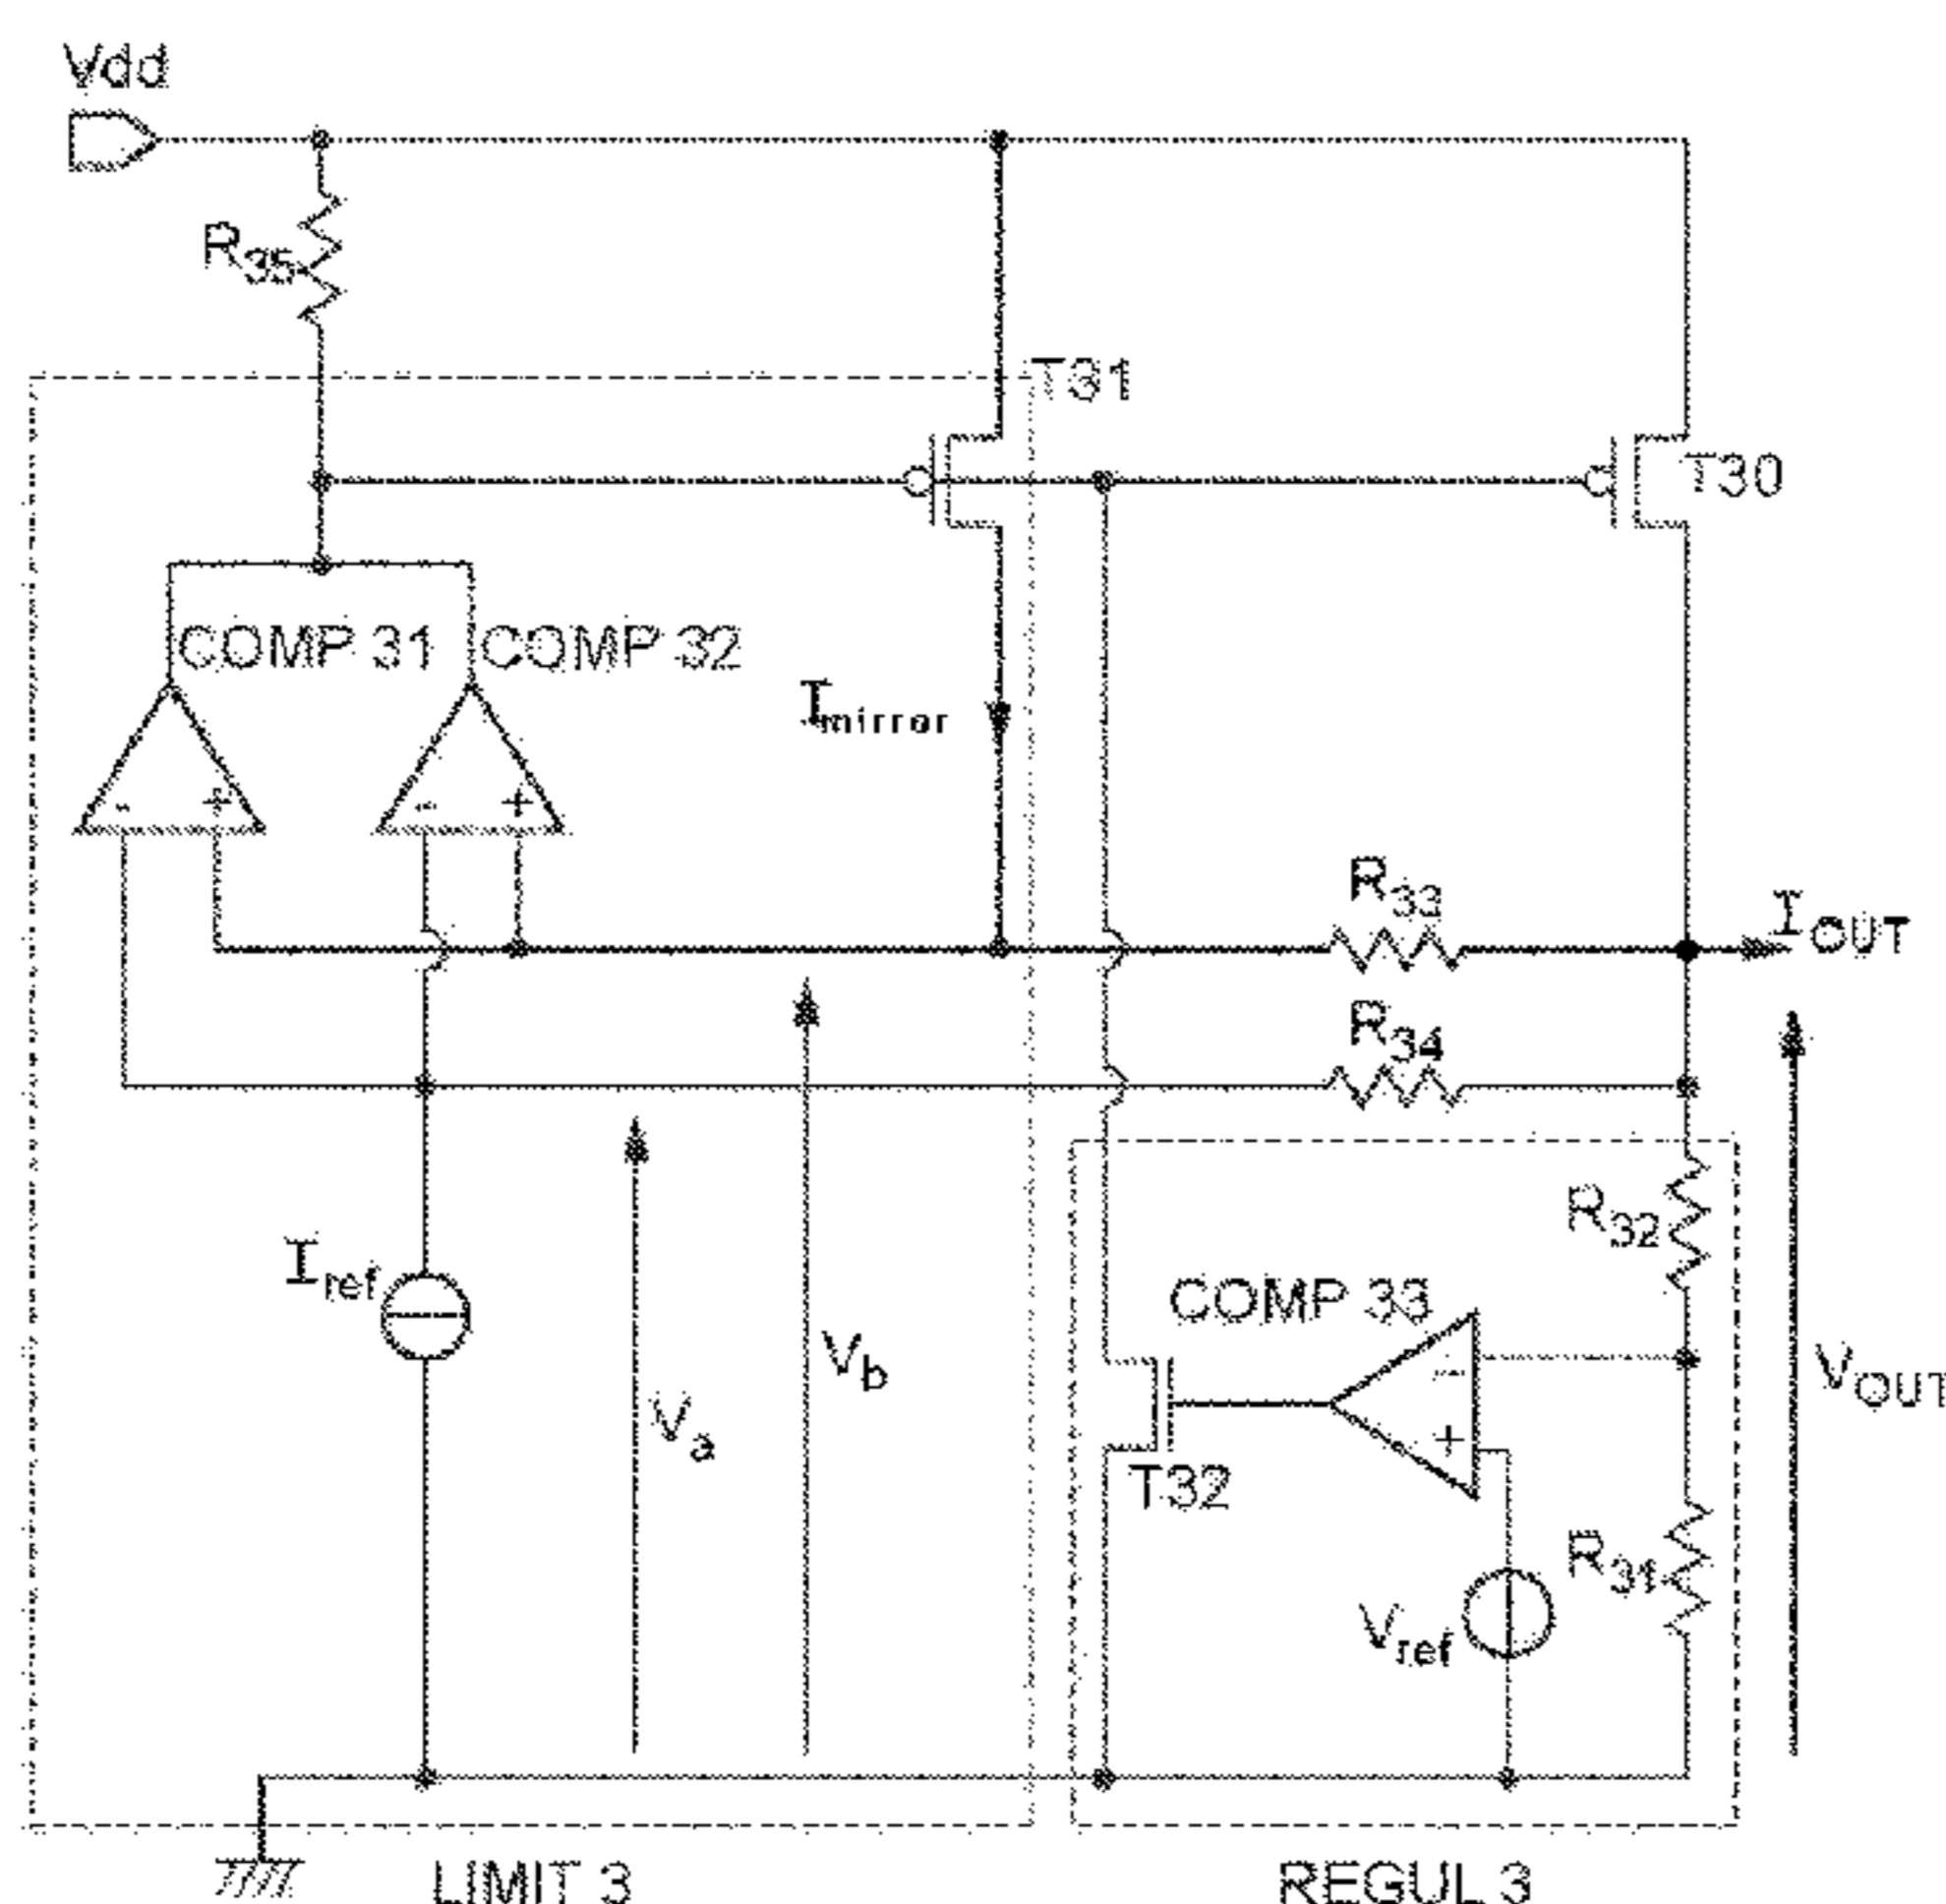 Vdd
R35
T31
T30
COMP 31
COMP 32
Imirror
- +
- +
R33
IOUT
R34
R32
Iref
COMP 33
-
+
Vb
VOUT
Va
T32
R31
Vref
LIMIT 3
REGUL 3